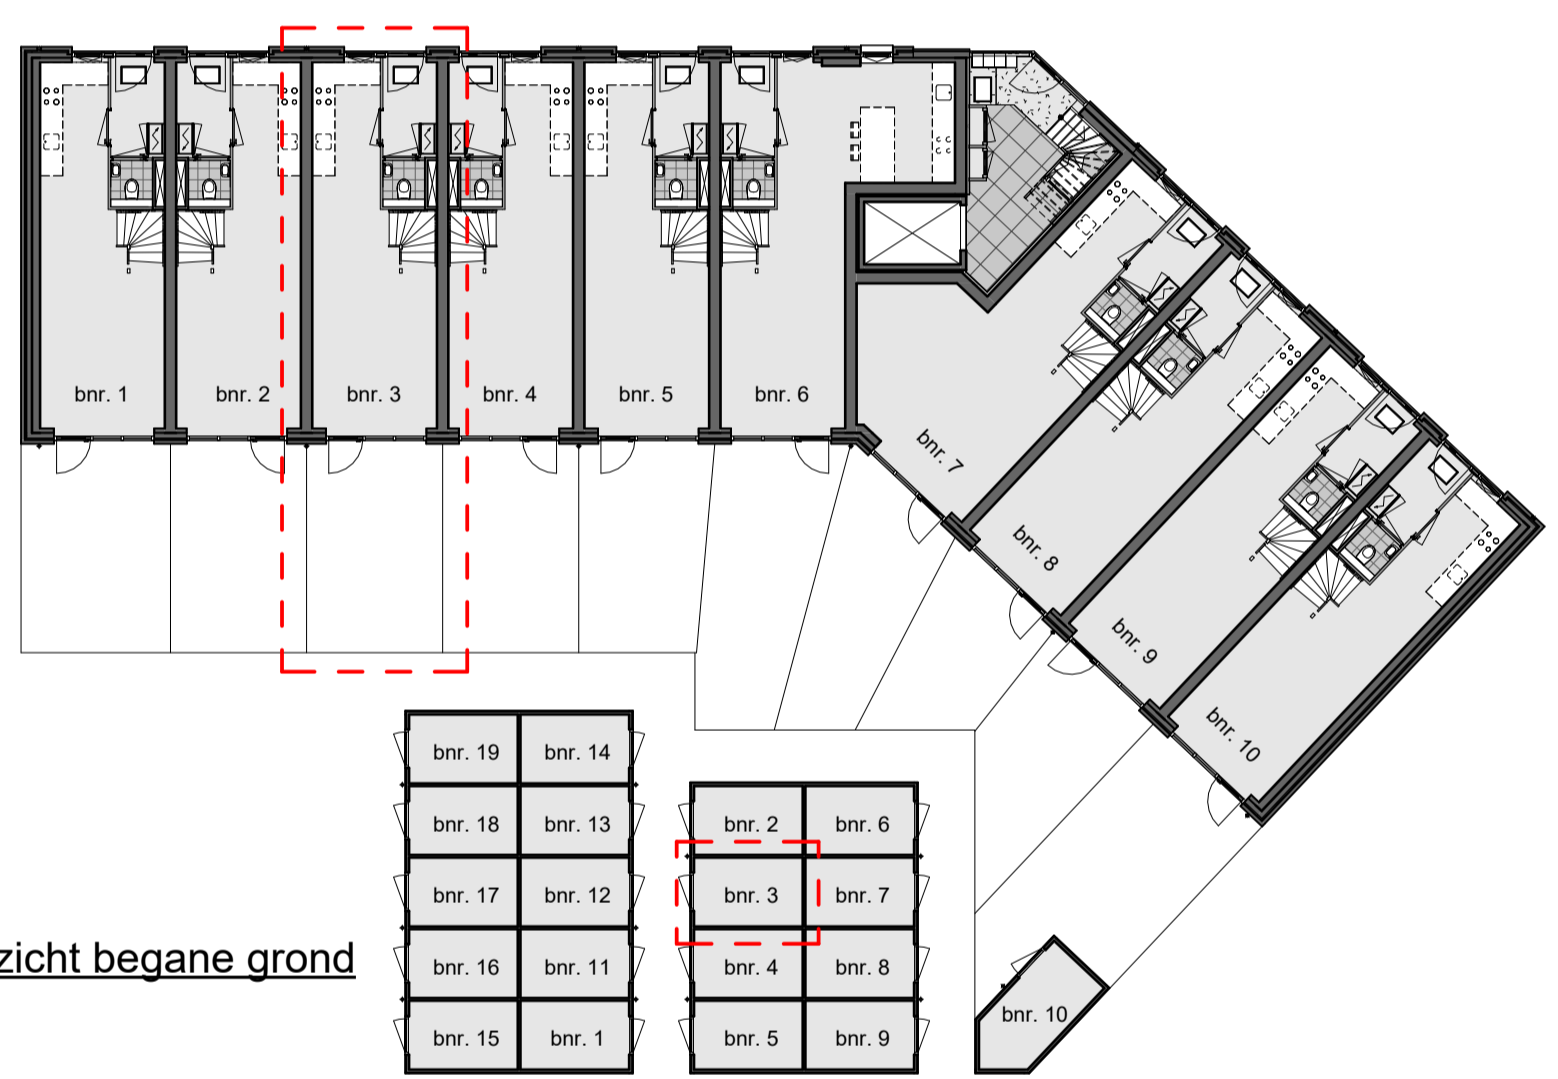 bnr. 1
bnr. 2
bnr. 3
bnr. 4
bnr. 5
bnr. 6
bnr. 7
bnr. 8
bnr. 9
bnr. 10
bnr. 19
bnr. 14
bnr. 18
bnr. 13
bnr. 17
bnr. 12
bnr. 16
bnr. 11
bnr. 15
bnr. 1
bnr. 2
bnr. 6
bnr. 3
bnr. 7
bnr. 4
bnr. 8
bnr. 5
bnr. 9
bnr. 10
zicht begane grond